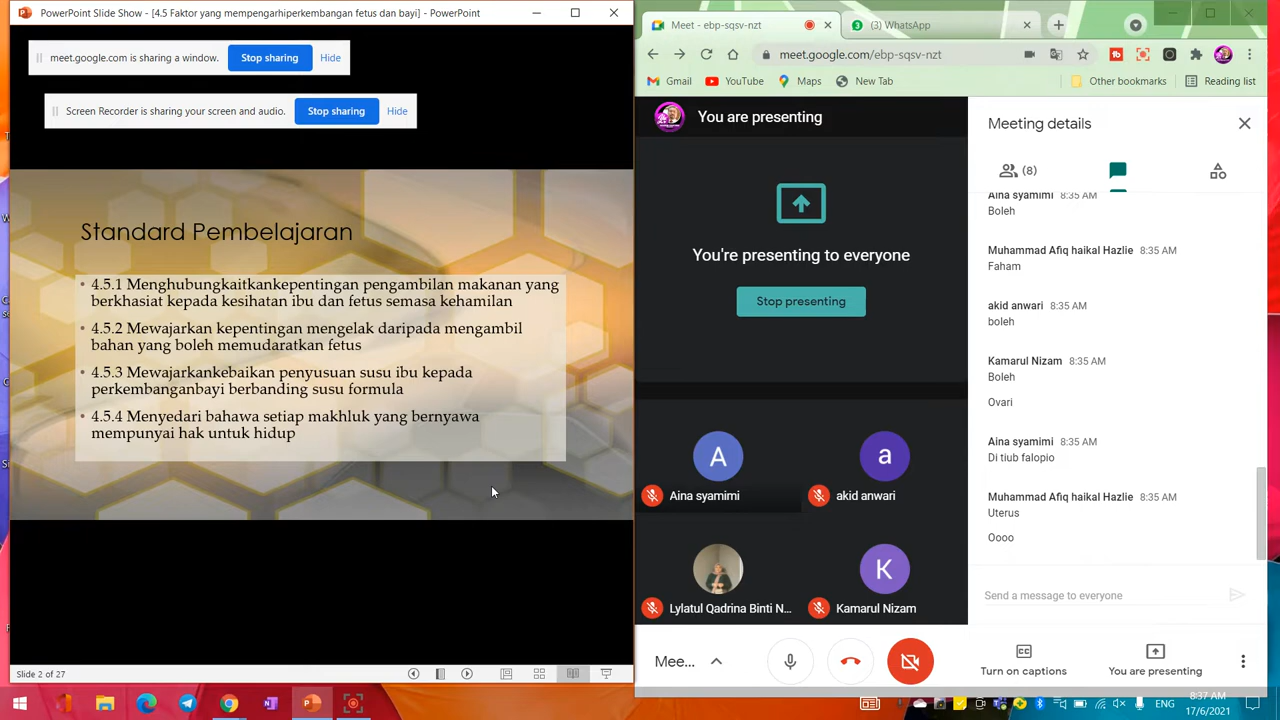 PowerPoint Slide Show - [4.5 Faktor yang mempengarhiperkembangan fetus dan bayi] - PowerPoint
meet.google.com is sharing a window.
Stop sharing
Hide
Screen Recorder is sharing your screen and audio.
Stop sharing
Hide
Standard Pembelajaran
• 4.5.1 Menghubungkaitkankepentingan pengambilan makanan yang
berkhasiat kepada kesihatan ibu dan fetus semasa kehamilan
• 4.5.2 Mewajarkan kepentingan mengelak daripada mengambil
bahan yang boleh memudaratkan fetus
• 4.5.3 Mewajarkankebaikan penyusuan susu ibu kepada
perkembanganbayi berbanding susu formula
• 4.5.4 Menyedari bahawa setiap makhluk yang bernyawa
mempunyai hak untuk hidup
Slide 2 of 27
Meet - ebp-sqsv-nzt
(3) WhatsApp
meet.google.com/ebp-sqsv-nzt
Gmail
YouTube
Maps
New Tab
Other bookmarks
Reading list
You are presenting
You're presenting to everyone
Stop presenting
A
Aina syamimi
a
akid anwari
Lylatul Qadrina Binti N...
K
Kamarul Nizam
Meeting details
(8)
Aina syamimi 8:35 AM
Boleh
Muhammad Afiq haikal Hazlie 8:35 AM
Faham
akid anwari 8:35 AM
boleh
Kamarul Nizam 8:35 AM
Boleh
Ovari
Aina syamimi 8:35 AM
Di tiub falopio
Muhammad Afiq haikal Hazlie 8:35 AM
Uterus
Oooo
Send a message to everyone
Mee...
Turn on captions
You are presenting
ENG
8:37 AM
17/6/2021